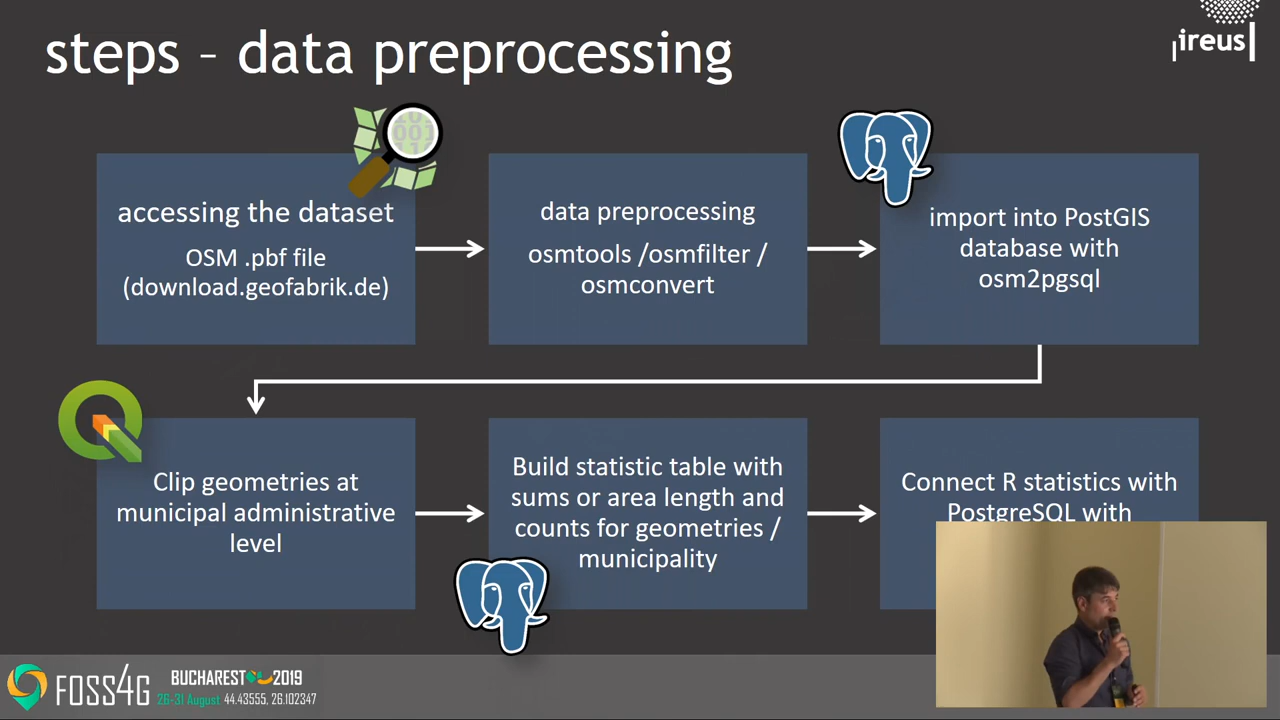 steps – data preprocessing
ireus
accessing the dataset
OSM .pbf file
(download.geofabrik.de)
data preprocessing
osmtools /osmfilter /
osmconvert
import into PostGIS
database with
osm2pgsql
Clip geometries at
municipal administrative
level
Build statistic table with
sums or area length and
counts for geometries /
municipality
Connect R statistics with
PostgreSQL with
FOSS4G
BUCHAREST 2019
26-31 August 44.43555, 26.102347